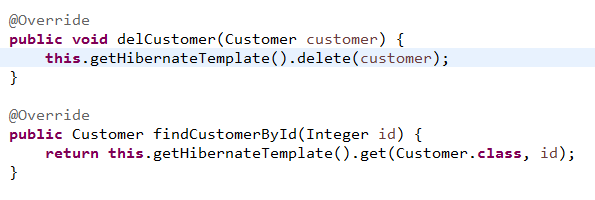 @Override
public void delCustomer(Customer customer) {
    this.getHibernateTemplate().delete(customer);
}
@Override
public Customer findCustomerById(Integer id) {
    return this.getHibernateTemplate().get(Customer.class, id);
}